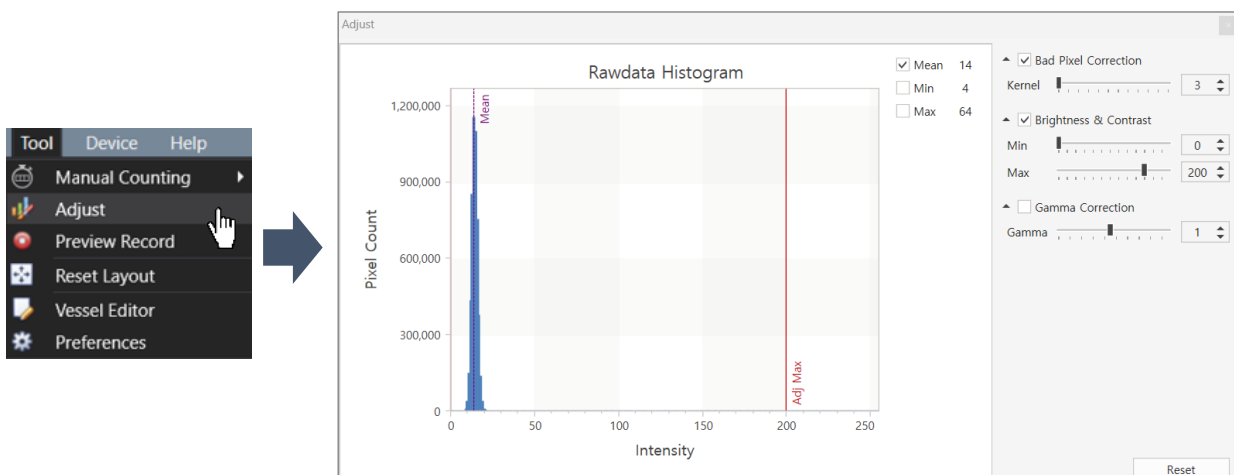 Tool Device Help
Manual Counting
Adjust
Preview Record
Reset Layout
Vessel Editor
Preferences
Adjust
Rawdata Histogram
Pixel Count
1,200,000
900,000
600,000
300,000
0
Mean
Adj Max
0 50 100 150 200 250
Intensity
Mean 14
Min 4
Max 64
Bad Pixel Correction
Kernel 3
Brightness & Contrast
Min 0
Max 200
Gamma Correction
Gamma 1
Reset